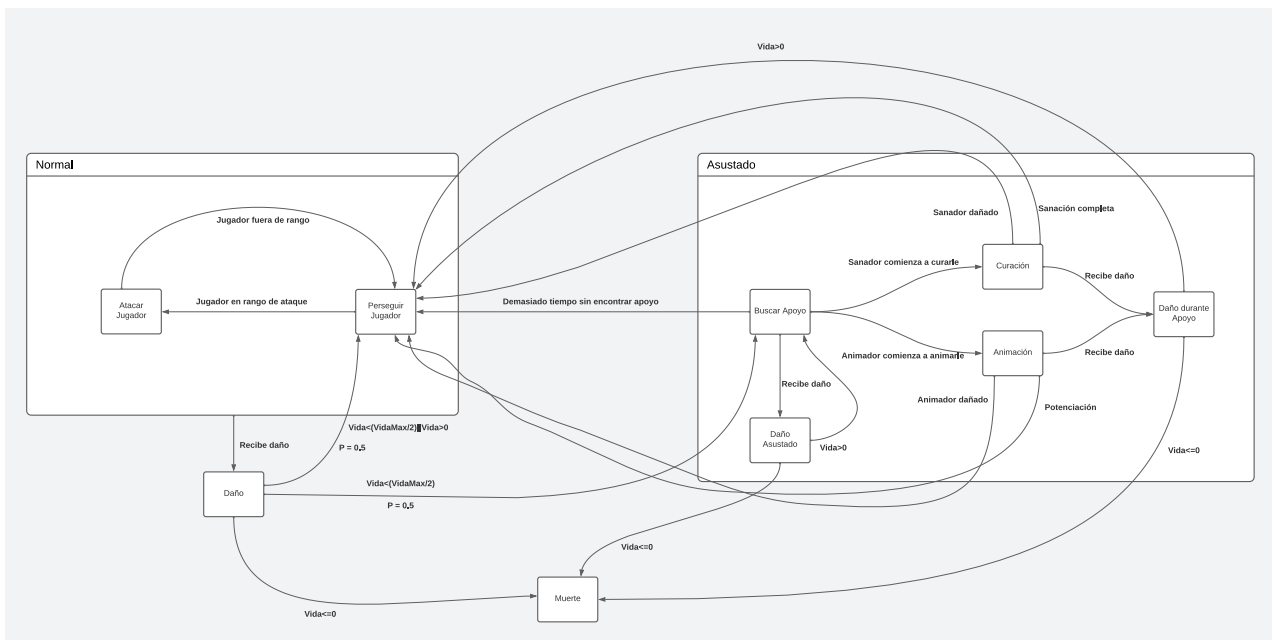 Vida>0
Normal
Asustado
Jugador fuera de rango
Sanador dañado
Sanación completa
Sanador comienza a curarle
Curación
Recibe daño
Atacar
Jugador
Jugador en rango de ataque
Perseguir
Jugador
Demasiado tiempo sin encontrar apoyo
Buscar Apoyo
Daño durante
Apoyo
Animador comienza a animarle
Animación
Recibe daño
Recibe daño
Animador dañado
Potenciación
Vida<(VidaMax/2)||Vida>0
P = 0.5
Recibe daño
Daño
Asustado
Vida>0
Vida<=0
Daño
Vida<(VidaMax/2)
P = 0.5
Vida<=0
Muerte
Vida<=0